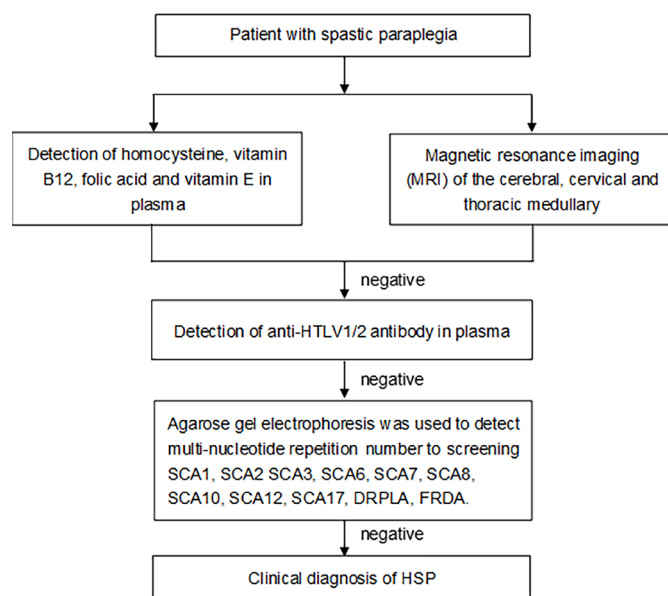 Patient with spastic paraplegia
Detection of homocysteine, vitamin
B12, folic acid and vitamin E in
plasma
Magnetic resonance imaging
(MRI) of the cerebral, cervical and
thoracic medullary
negative
Detection of anti-HTLV1/2 antibody in plasma
negative
Agarose gel electrophoresis was used to detect
multi-nucleotide repetition number to screening
SCA1, SCA2 SCA3, SCA6, SCA7, SCA8,
SCA10, SCA12, SCA17, DRPLA, FRDA.
negative
Clinical diagnosis of HSP